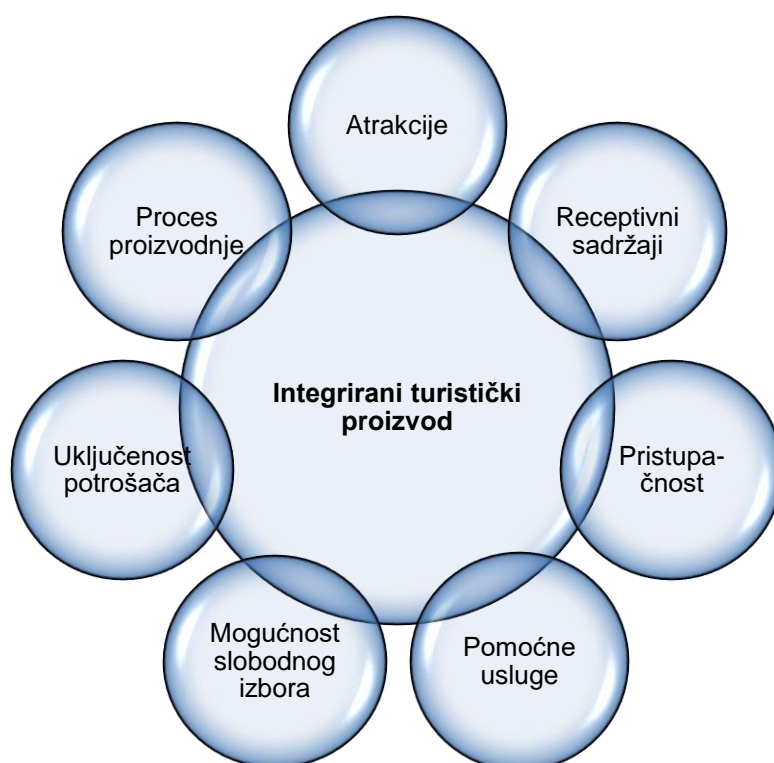 Atrakcije
Receptivni
sadržaji
Pristupa-
čnost
Pomoćne
usluge
Mogućnost
slobodnog
izbora
Uključenost
potrošača
Proces
proizvodnje
Integrirani turistički
proizvod